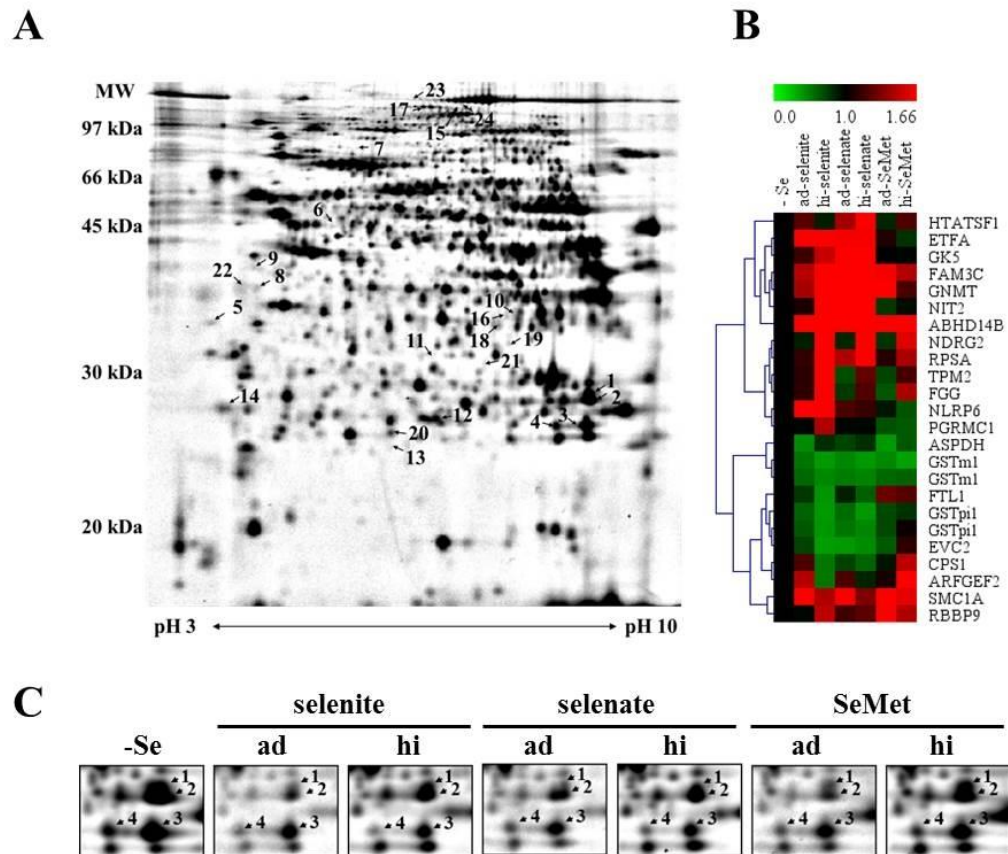 A
B
MW
97 kDa
66 kDa
45 kDa
30 kDa
20 kDa
23
17
24
15
7
6
9
22
8
5
10
16
18
19
11
21
1
2
14
12
4
3
20
13
pH 3
pH 10
0.0 1.0 1.66
- Se
ad-selenite
hi-selenite
ad-selenate
hi-selenate
ad-SeMet
hi-SeMet
HTATSF1
ETFA
GK5
FAM3C
GNMT
NIT2
ABHD14B
NDRG2
RPSA
TPM2
FGG
NLRP6
PGRMC1
ASPDH
GSTm1
GSTm1
FTL1
GSTpi1
GSTpi1
EVC2
CPS1
ARFGEF2
SMC1A
RBBP9
C
selenite selenate SeMet
-Se ad hi ad hi ad hi
1 1 1 1 1 1 1
2 2 2 2 2 2 2
4 3 4 3 4 3 4 3 4 3 4 3 4 3